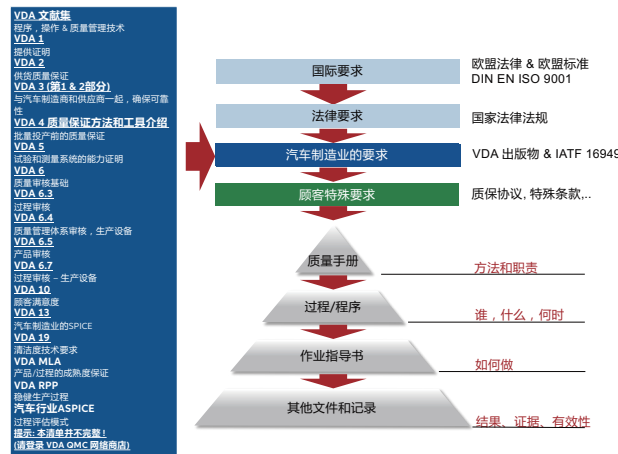 VDA 文献集
程序，操作 & 质量管理技术
VDA 1
提供证明
VDA 2
供货质量保证
VDA 3 (第1 & 2部分)
与汽车制造商和供应商一起，确保可靠
性
VDA 4 质量保证方法和工具介绍
批量投产前的质量保证
VDA 5
试验和测量系统的能力证明
VDA 6
质量审核基础
VDA 6.3
过程审核
VDA 6.4
质量管理体系审核，生产设备
VDA 6.5
产品审核
VDA 6.7
过程审核 – 生产设备
VDA 10
顾客满意度
VDA 13
汽车制造业的SPICE
VDA 19
清洁度技术要求
VDA MLA
产品/过程的成熟度保证
VDA RPP
稳健生产过程
汽车行业ASPICE
过程评估模式
提示: 本清单并不完整！
(请登录 VDA QMC 网络商店)
国际要求
欧盟法律 & 欧盟标准
DIN EN ISO 9001
法律要求
国家法律法规
汽车制造业的要求
VDA 出版物 & IATF 16949
顾客特殊要求
质保协议, 特殊条款,..
质量手册
方法和职责
过程/程序
谁，什么，何时
作业指导书
如何做
其他文件和记录
结果、证据、有效性